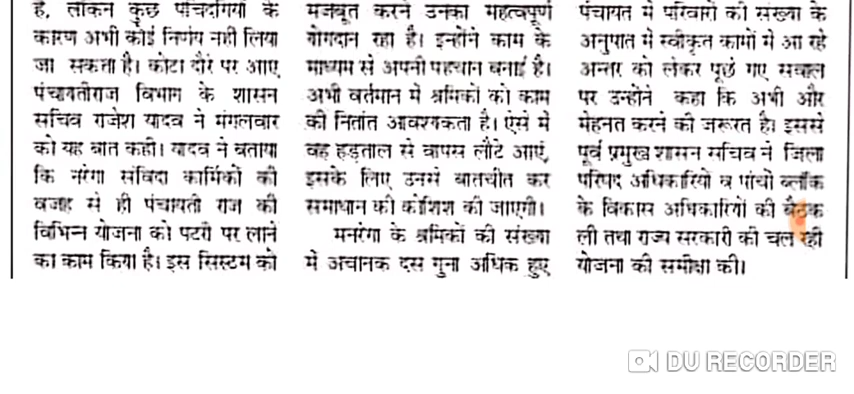 है, लेकिन कुछ पेचिदगियों के
कारण अभी कोई निर्णय नहीं लिया
जा सकता है। कोटा दौरे पर आए
पंचायतीराज विभाग के शासन
सचिव राजेश यादव ने मंगलवार
को यह बात कही। यादव ने बताया
कि नरेगा संविदा कार्मिकों की
वजह से ही पंचायती राज की
विभिन्न योजना को पटरी पर लाने
का काम किया है। इस सिस्टम को
मजबूत करने उनका महत्वपूर्ण
योगदान रहा है। इन्होंने काम के
माध्यम से अपनी पहचान बनाई है।
अभी वर्तमान में श्रमिकों को काम
की नितांत आवश्यकता है। ऐसे में
वह हड़ताल से वापस लौटे आएं,
इसके लिए उनसे बातचीत कर
समाधान की कोशिश की जाएगी।
मनरेगा के श्रमिकों की संख्या
में अचानक दस गुना अधिक हुए
पंचायत में परिवारों की संख्या के
अनुपात में स्वीकृत कामों में आ रहे
अन्तर को लेकर पूछे गए सवाल
पर उन्होंने कहा कि अभी और
मेहनत करने की जरूरत है। इससे
पूर्व प्रमुख शासन सचिव ने जिला
परिषद अधिकारियों व पांचों ब्लॉक
के विकास अधिकारियों की बैठक
ली तथा राज्य सरकारी की चल रही
योजना की समीक्षा की।
DU RECORDER